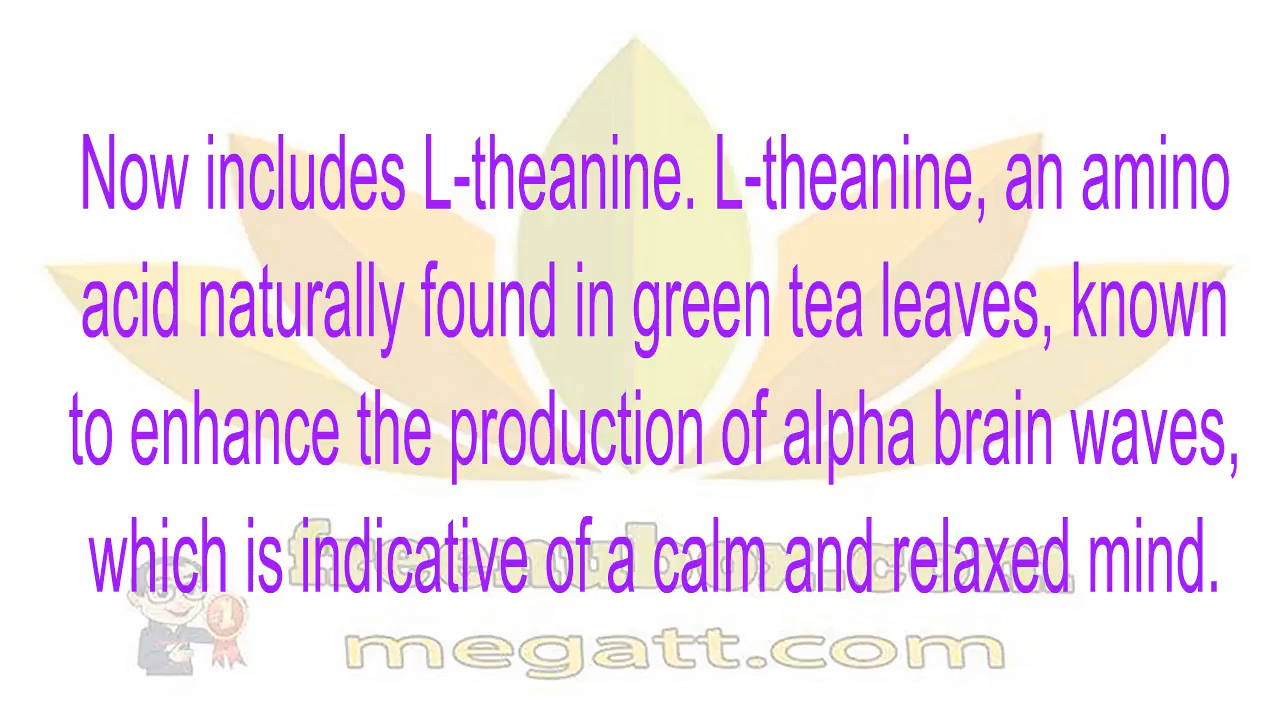 Now includes L-theanine. L-theanine, an amino
acid naturally found in green tea leaves, known
to enhance the production of alpha brain waves,
which is indicative of a calm and relaxed mind.
1
megatt.com